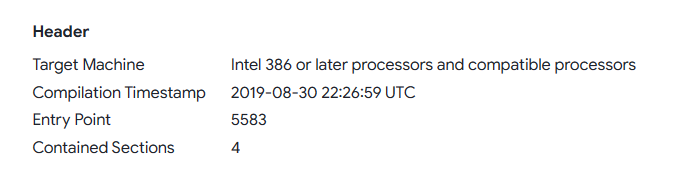 Header
Target Machine Intel 386 or later processors and compatible processors
Compilation Timestamp 2019-08-30 22:26:59 UTC
Entry Point 5583
Contained Sections 4